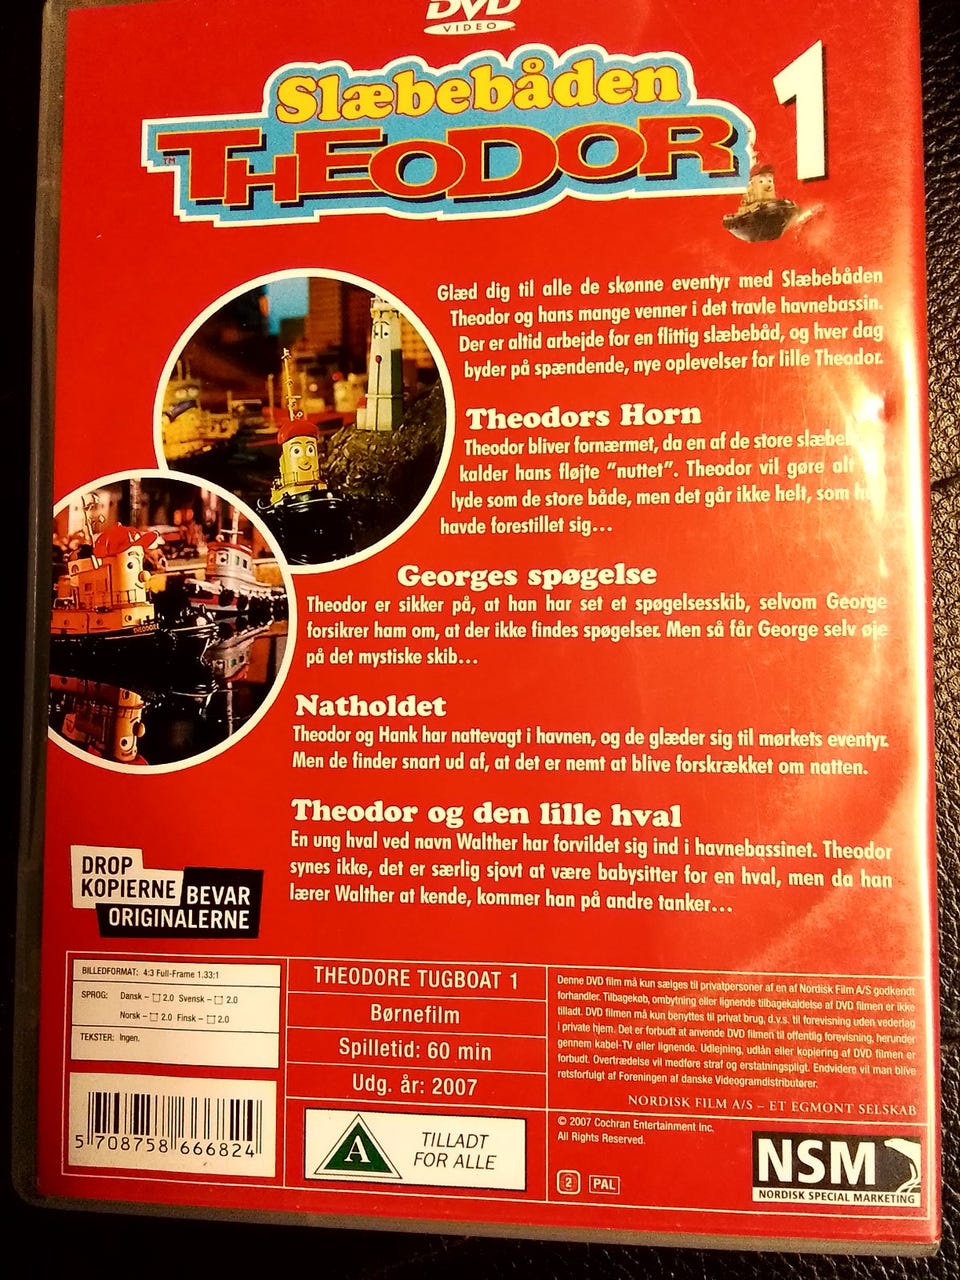 DVD
VIDEO
Slæbebåden
THEODOR
TM
1
Glæd dig til alle de skønne eventyr med Slæbebåden
Theodor og hans mange venner i det travle havnebassin.
Der er altid arbejde for en flittig slæbebåd, og hver dag
byder på spændende, nye oplevelser for lille Theodor.
Theodors Horn
Theodor bliver fornærmet, da en af de store
kalder hans fløjte "nuttet". Theodor vil gøre alt
lyde som de store både, men det går ikke helt, som
havde forestillet sig...
Georges spøgelse
Theodor er sikker på, at han har set et spøgelsesskib, selvom George
forsikrer ham om, at der ikke findes spøgelser. Men så får George selv øje
på det mystiske skib...
Natholdet
Theodor og Hank har nattevagt i havnen, og de glæder sig til mørkets eventyr.
Men de finder snart ud af, at det er nemt at blive forskrækket om natten.
Theodor og den lille hval
En ung hval ved navn Walther har forvildet sig ind i havnebassinet. Theodor
synes ikke, det er særlig sjovt at være babysitter for en hval, men da han
lærer Walther at kende, kommer han på andre tanker...
THEODORE
DROP
KOPIERNE
BEVAR
ORIGINALERNE
BILLEDFORMAT: 4:3 Full-Frame 1.33:1
SPROG: Dansk – 2.0 Svensk – 2.0
Norsk – 2.0 Finsk – 2.0
TEKSTER: Ingen.
5 708758 666824
THEODORE TUGBOAT 1
Børnefilm
Spilletid: 60 min
Udg. år: 2007
A
TILLADT
FOR ALLE
Denne DVD film må kun sælges til privatpersoner af en af Nordisk Film A/S godkendt
forhandler. Tilbagekøb, ombytning eller lignende tilbagekaldelse af DVD filmen er ikke
tilladt. DVD filmen må kun benyttes til privat brug, d.v.s. til forevisning uden vederlag
i private hjem. Det er forbudt at anvende DVD filmen til offentlig forevisning, herunder
gennem kabel-TV eller lignende. Udlejning, udlån eller kopiering af DVD filmen er
forbudt. Overtrædelse vil medføre straf og erstatningspligt. Endvidere vil man blive
retsforfulgt af Foreningen af danske Videogramdistributører.
NORDISK FILM A/S – ET EGMONT SELSKAB
© 2007 Cochran Entertainment Inc.
All Rights Reserved.
2
PAL
NSM
NORDISK SPECIAL MARKETING